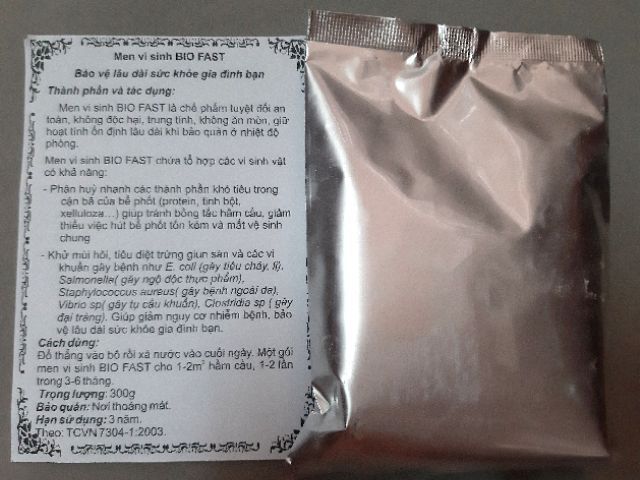 Men vi sinh BIO FAST
Bảo vệ lâu dài sức khỏe gia đình bạn
Thành phần và tác dụng:
Men vi sinh BIO FAST là chế phẩm tuyệt đối an
toàn, không độc hại, trung tính, không ăn mòn, giữ
hoạt tính ổn định lâu dài khi bảo quản ở nhiệt độ
phòng.
Men vi sinh BIO FAST chứa tổ hợp các vi sinh vật
có khả năng:
- Phân huỷ nhanh các thành phần khó tiêu trong
cặn bã của bể phốt (protein, tinh bột,
xelluloza…) giúp tránh bồng tắc hầm cầu, giảm
thiểu việc hút bể phốt tốn kém và mất vệ sinh
chung
- Khử mùi hôi, tiêu diệt trứng giun sán và các vi
khuẩn gây bệnh như E. coli (gây tiêu chảy, lị),
Salmonella( gây ngộ độc thực phẩm),
Staphylococcus aureus( gây bệnh ngoài da),
Vibrio sp( gây tụ cầu khuẩn), Clostridia sp ( gây
đại tràng). Giúp giảm nguy cơ nhiễm bệnh, bảo
vệ lâu dài sức khỏe gia đình bạn.
Cách dùng:
Đổ thẳng vào bô rồi xả nước vào cuối ngày. Một gói
men vi sinh BIO FAST cho 1-2m³ hầm cầu, 1-2 lần
trong 3-6 tháng.
Trọng lượng: 300g
Bảo quản: Nơi thoáng mát.
Hạn sử dụng: 3 năm.
Theo: TCVN 7304-1:2003.